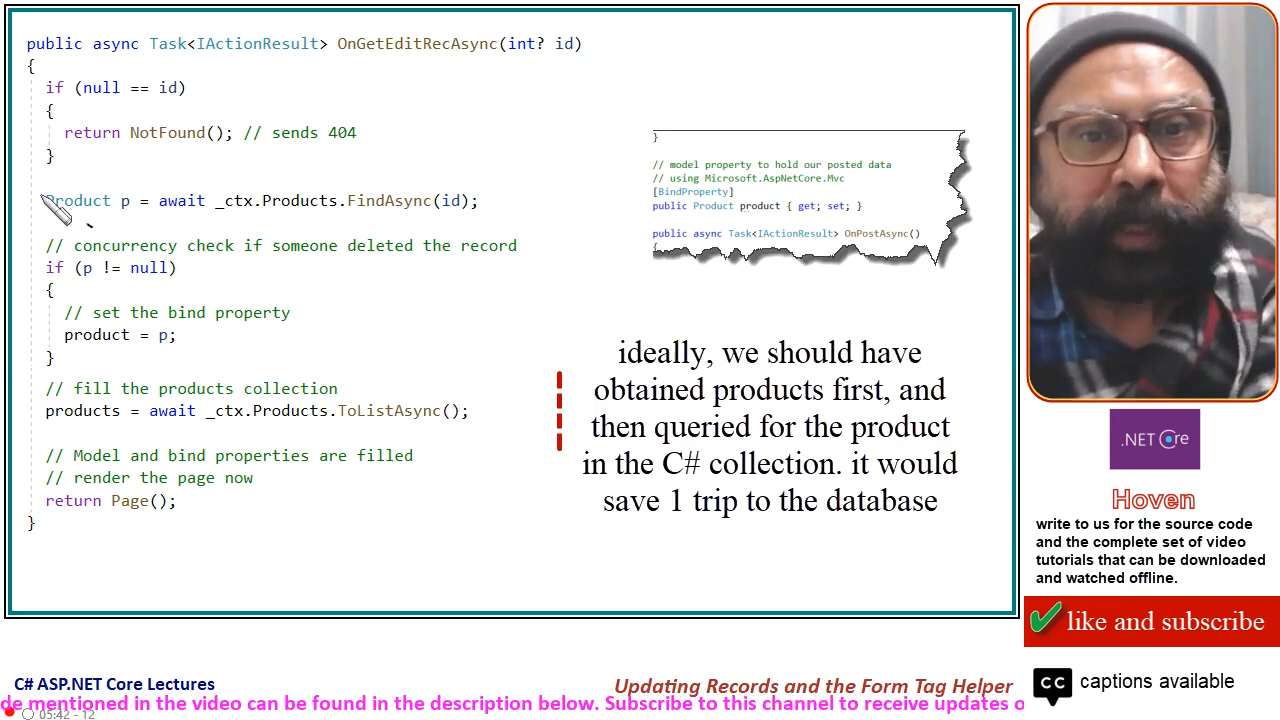 public async Task<IActionResult> OnGetEditRecAsync(int? id)
{
if (null == id)
{
return NotFound(); // sends 404
}
Product p = await _ctx.Products.FindAsync(id);
// concurrency check if someone deleted the record
if (p != null)
{
// set the bind property
product = p;
}
// fill the products collection
products = await _ctx.Products.ToListAsync();
// Model and bind properties are filled
// render the page now
return Page();
}
}
// model property to hold our posted data
// using Microsoft.AspNetCore.Mvc
[BindProperty]
public Product product { get; set; }
public async Task<IActionResult> OnPostAsync()
{
ideally, we should have
obtained products first, and
then queried for the product
in the C# collection. it would
save 1 trip to the database
.NET Core
Hoven
write to us for the source code
and the complete set of video
tutorials that can be downloaded
and watched offline.
like and subscribe
CC captions available
C# ASP.NET Core Lectures
Updating Records and the Form Tag Helper
de mentioned in the video can be found in the description below. Subscribe to this channel to receive updates o
05:42 - 12